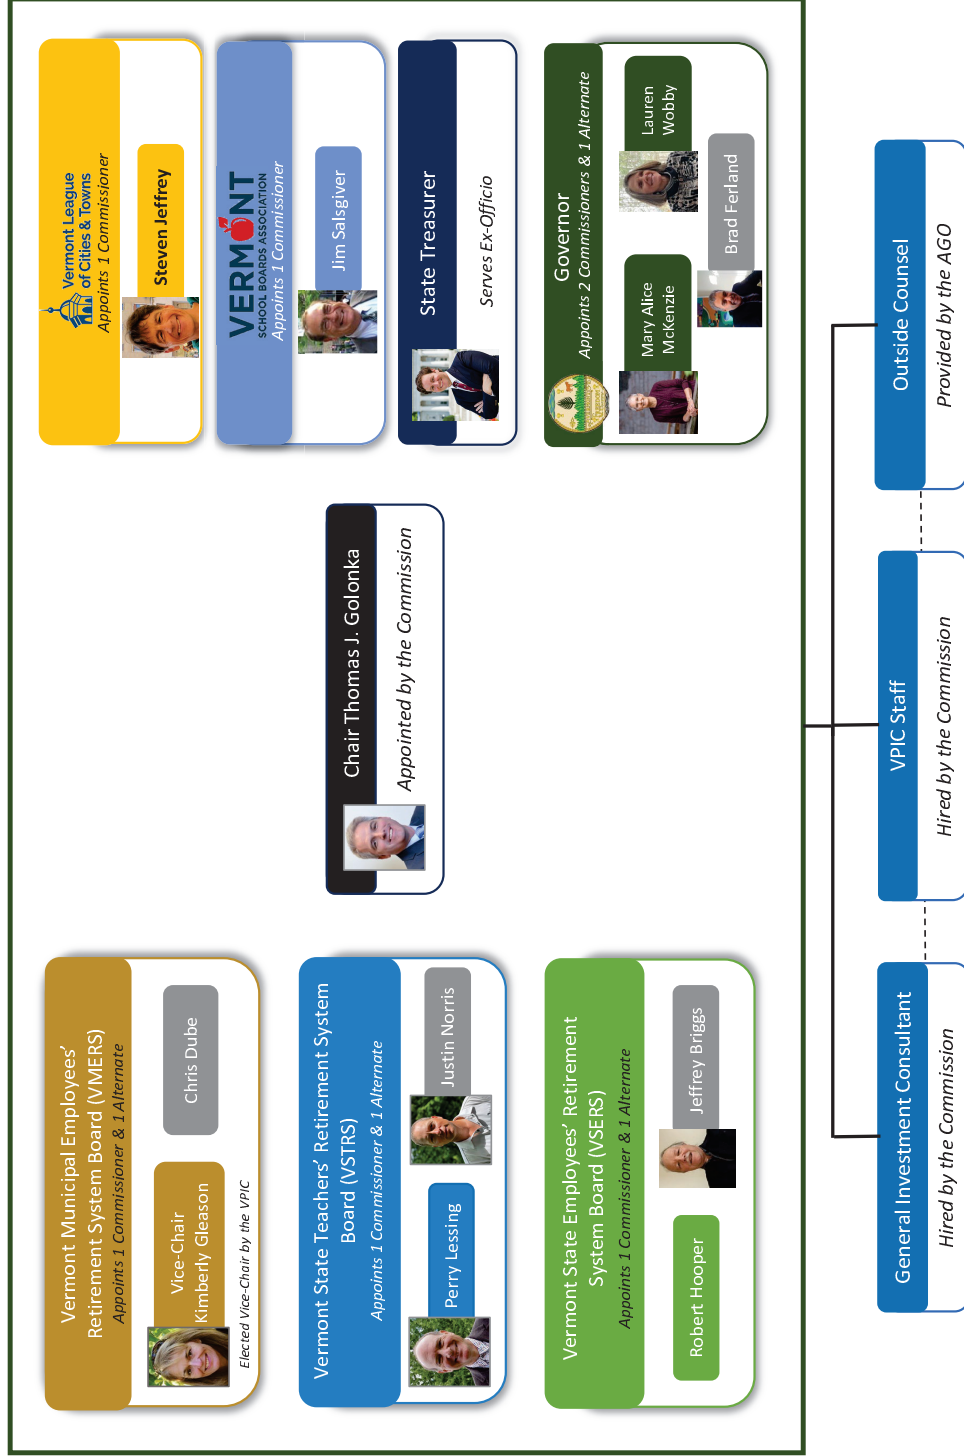 Vermont Municipal Employees'
Retirement System Board (VMERS)
Appoints 1 Commissioner & 1 Alternate
Vice-Chair
Kimberly Gleason
Chris Dube
Elected Vice-Chair by the VPIC
Vermont State Teachers' Retirement System
Board (VSTRS)
Appoints 1 Commissioner & 1 Alternate
Perry Lessing
Justin Norris
Vermont State Employees' Retirement
System Board (VSERS)
Appoints 1 Commissioner & 1 Alternate
Robert Hooper
Jeffrey Briggs
Chair Thomas J. Golonka
Appointed by the Commission
Vermont League
of Cities & Towns
Appoints 1 Commissioner
Steven Jeffrey
VERMONT
SCHOOL BOARDS ASSOCIATION
Appoints 1 Commissioner
Jim Salsgiver
State Treasurer
Serves Ex-Officio
Governor
Appoints 2 Commissioners & 1 Alternate
Mary Alice
McKenzie
Lauren
Wobby
Brad Ferland
General Investment Consultant
Hired by the Commission
VPIC Staff
Hired by the Commission
Outside Counsel
Provided by the AGO